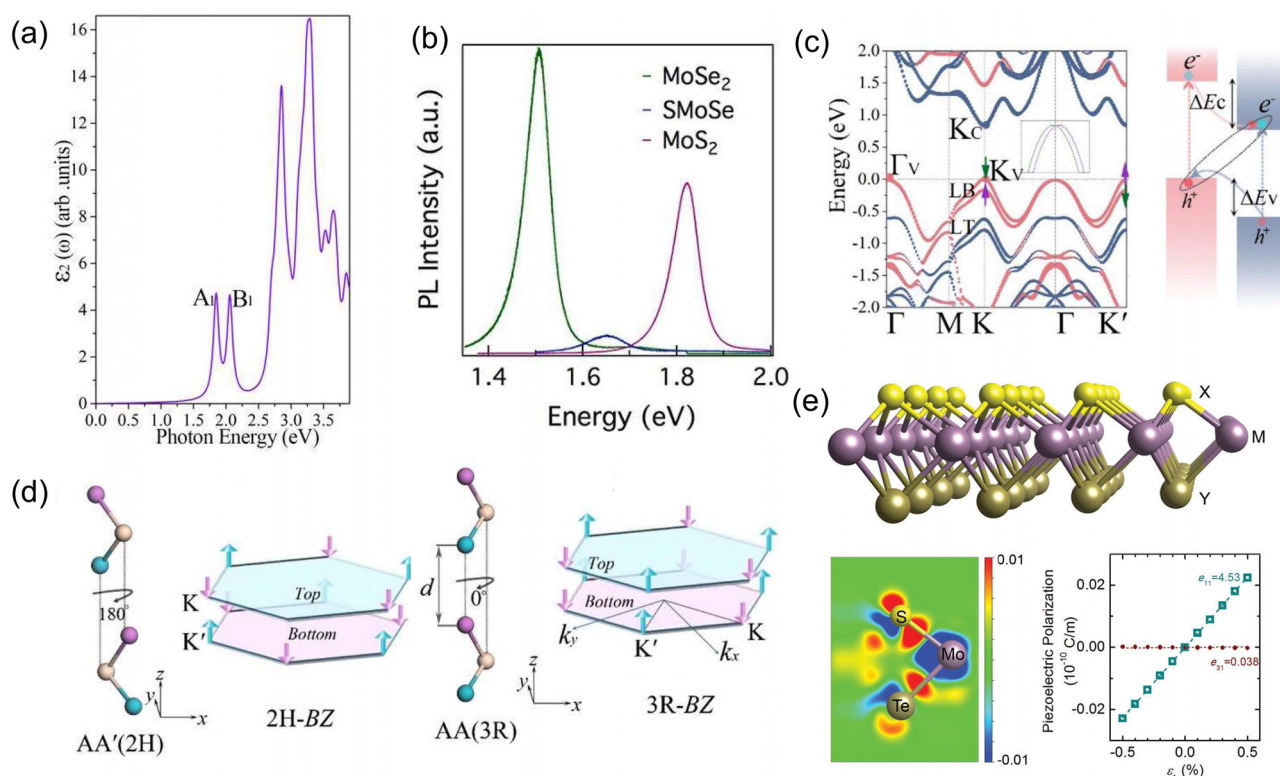 (a)
16
14
12
10
8
6
4
2
0
ε₂ (ω) (arb .units)
A₁ B₁
0.0 0.5 1.0 1.5 2.0 2.5 3.0 3.5
Photon Energy (eV)
(b)
PL Intensity (a.u.)
MoSe₂
SMoSe
MoS₂
1.4 1.6 1.8 2.0
Energy (eV)
(c)
2.0
1.5
1.0
0.5
0.0
-0.5
-1.0
-1.5
-2.0
Energy (eV)
K_C
Γ_V K_V
LB
LT
Γ M K Γ K′
e⁻
ΔEc e⁻
h⁺
ΔEv
h⁺
(d)
180°
AA′(2H)
z
y x
K
K′
Top
Bottom
2H-BZ
d
0°
AA(3R)
z
y x
Top
Bottom
k_y K′ k_x K
3R-BZ
(e)
X
M
Y
S
Mo
Te
0.01
-0.01
Piezoelectric Polarization
(10⁻¹⁰ C/m)
0.02
0.00
-0.02
e₁₁=4.53
e₃₁=0.038
-0.5 0.0 0.5
(%)